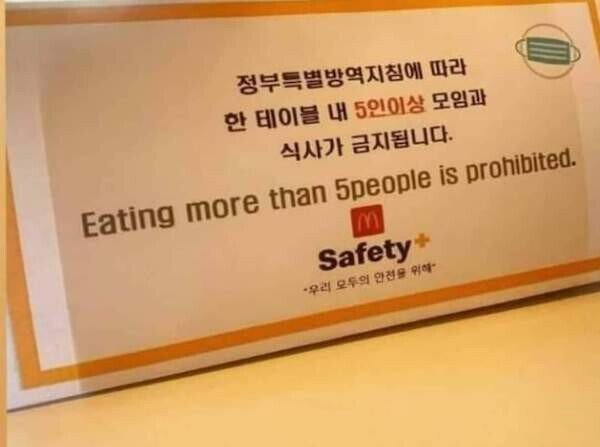 정부특별방역지침에 따라
한 테이블 내 5인이상 모임과
식사가 금지됩니다.
Eating more than 5people is prohibited.
M
Safety+
-우리 모두의 안전을 위해-